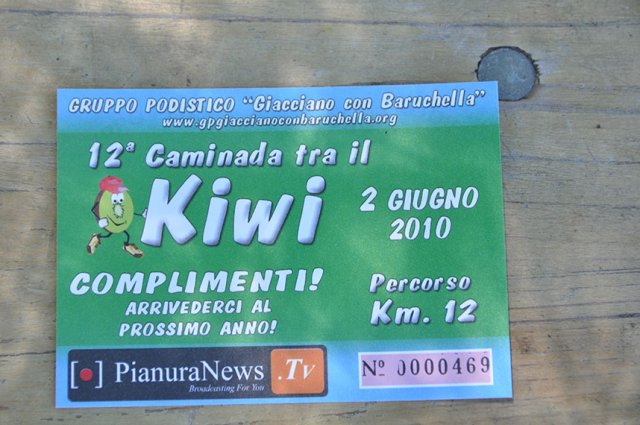 GRUPPO PODISTICO "Giacciano con Baruchella"
www.gpgiaccianoconbaruchella.org
12ª Caminada tra il
Kiwi
2 GIUGNO
2010
COMPLIMENTI!
ARRIVEDERCI AL
PROSSIMO ANNO!
Percorso
Km. 12
[●] PianuraNews .Tv
Broadcasting For You
Nº 0000469